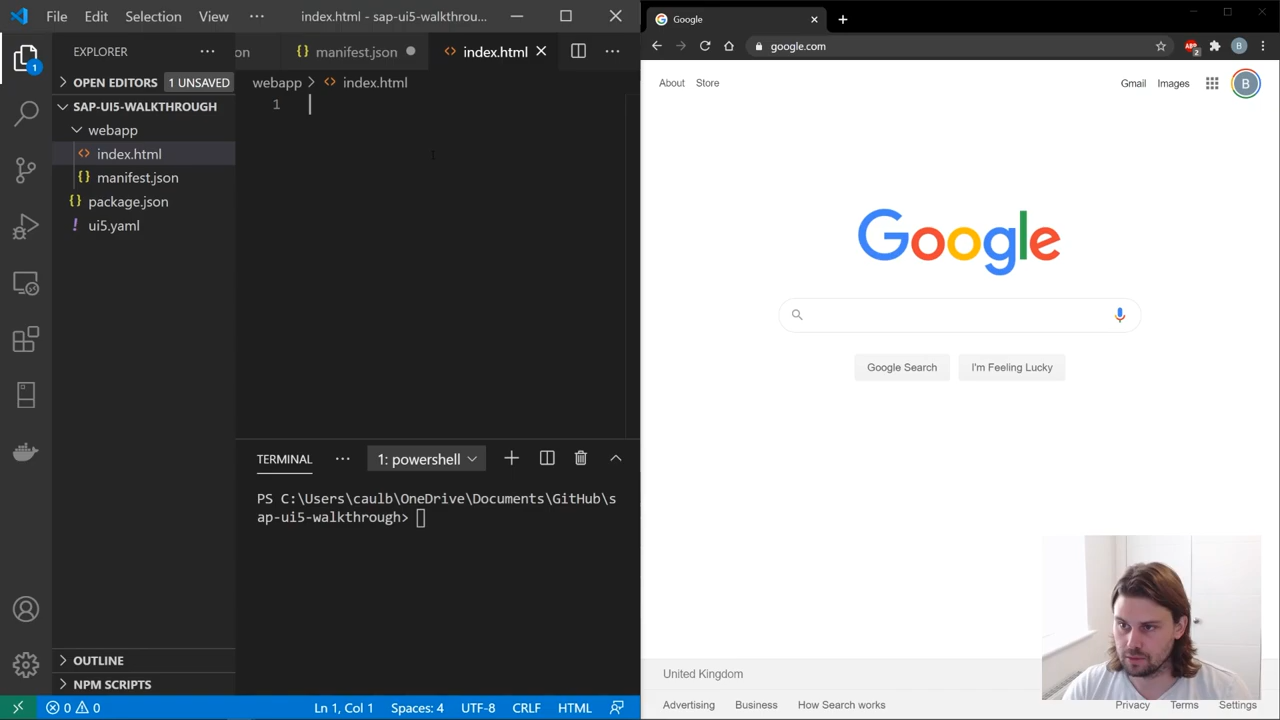 File Edit Selection View ··· index.html - sap-ui5-walkthrou...
EXPLORER
OPEN EDITORS 1 UNSAVED
SAP-UI5-WALKTHROUGH
webapp
index.html
manifest.json
package.json
ui5.yaml
OUTLINE
NPM SCRIPTS
1
on manifest.json index.html
webapp > index.html
1
TERMINAL ··· 1: powershell
PS C:\Users\caulb\OneDrive\Documents\GitHub\s
ap-ui5-walkthrough>
0 0 Ln 1, Col 1 Spaces: 4 UTF-8 CRLF HTML
Google
google.com
ABP 2 B
About Store Gmail Images B
Google
Google Search I'm Feeling Lucky
United Kingdom
Advertising Business How Search works Privacy Terms Settings